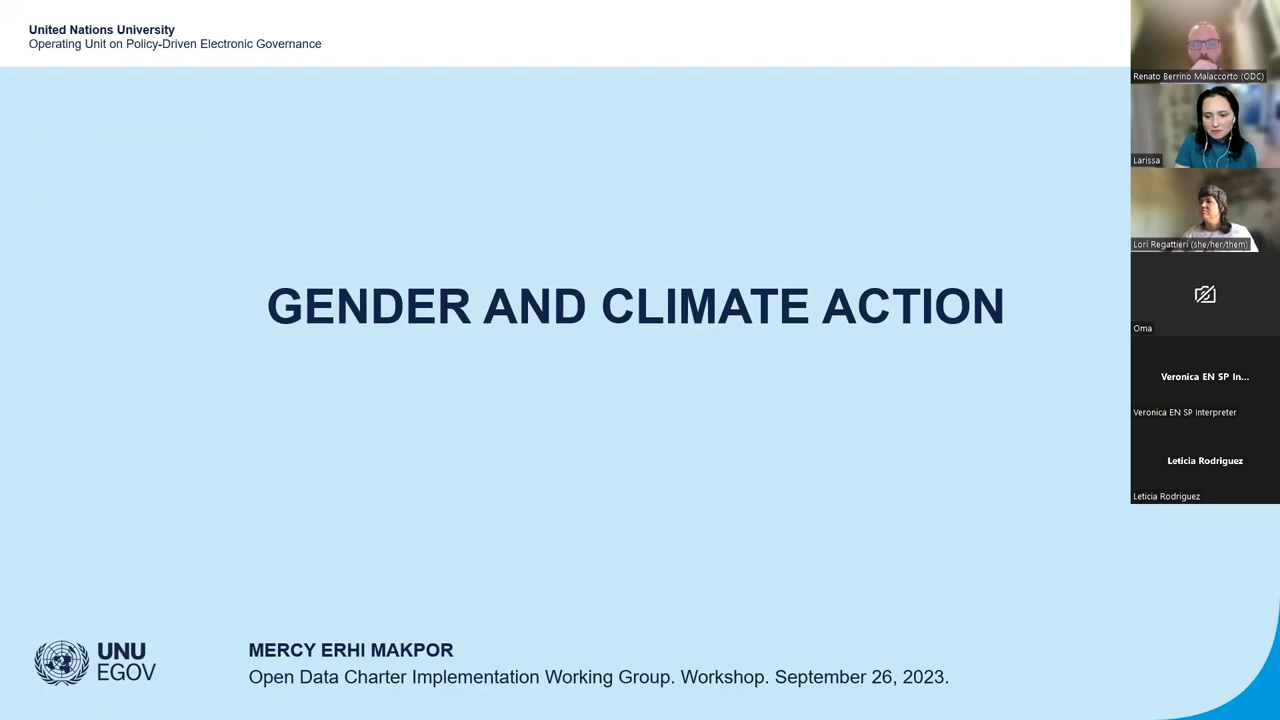 United Nations University
Operating Unit on Policy-Driven Electronic Governance
GENDER AND CLIMATE ACTION
UNU
EGOV
MERCY ERHI MAKPOR
Open Data Charter Implementation Working Group. Workshop. September 26, 2023.
Renato Berrino Malaccorto (ODC)
Larissa
Lori Regattieri (she/her/them)
Oma
Veronica EN SP In...
Veronica EN SP Interpreter
Leticia Rodriguez
Leticia Rodriguez